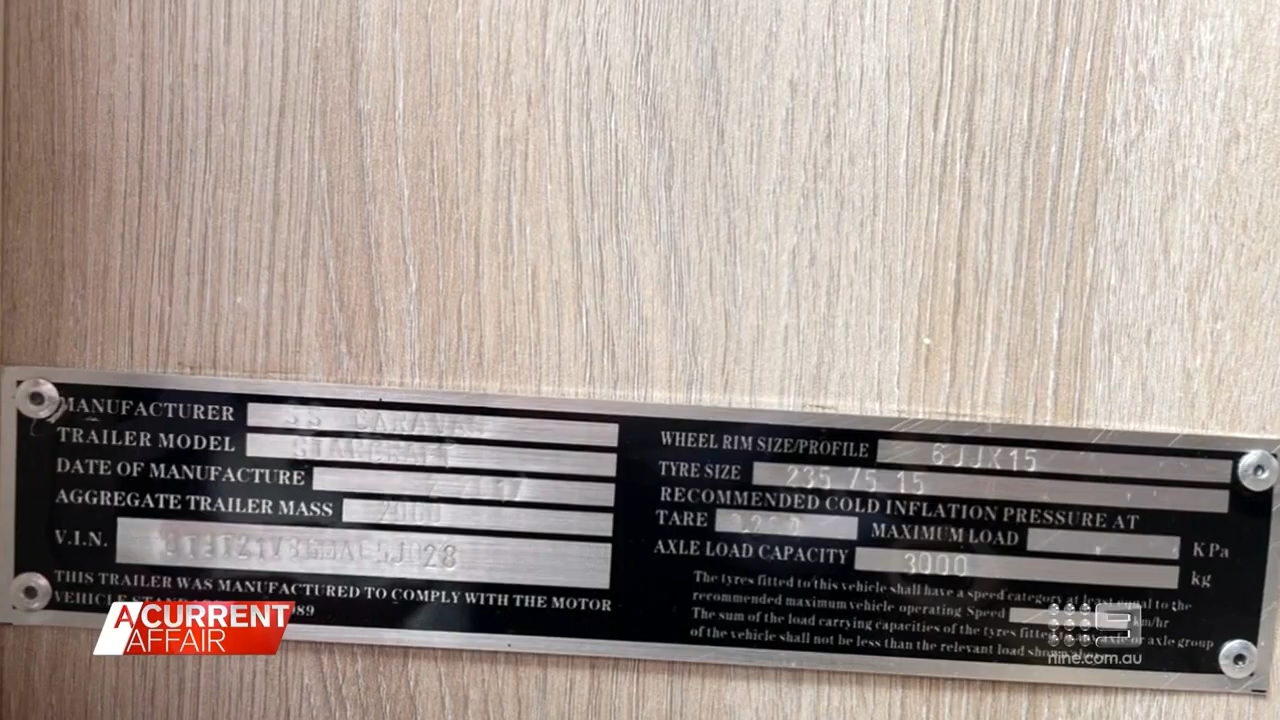 MANUFACTURER
TRAILER MODEL STARCRAFT
DATE OF MANUFACTURE
AGGREGATE TRAILER MASS
V.I.N.
THIS TRAILER WAS MANUFACTURED TO COMPLY WITH THE MOTOR
VEHICLE
WHEEL RIM SIZE/PROFILE 6JJX15
TYRE SIZE 235 /5 15
RECOMMENDED COLD INFLATION PRESSURE AT
TARE MAXIMUM LOAD KPa
AXLE LOAD CAPACITY 3000 kg
The tyres fitted to this vehicle shall have a speed category at least equal to the
recommended maximum vehicle operating Speed km/hr
The sum of the load carrying capacities of the tyres fitted axle or axle group
of the vehicle shall not be less than the relevant load
A CURRENT
AFFAIR
9
nine.com.au